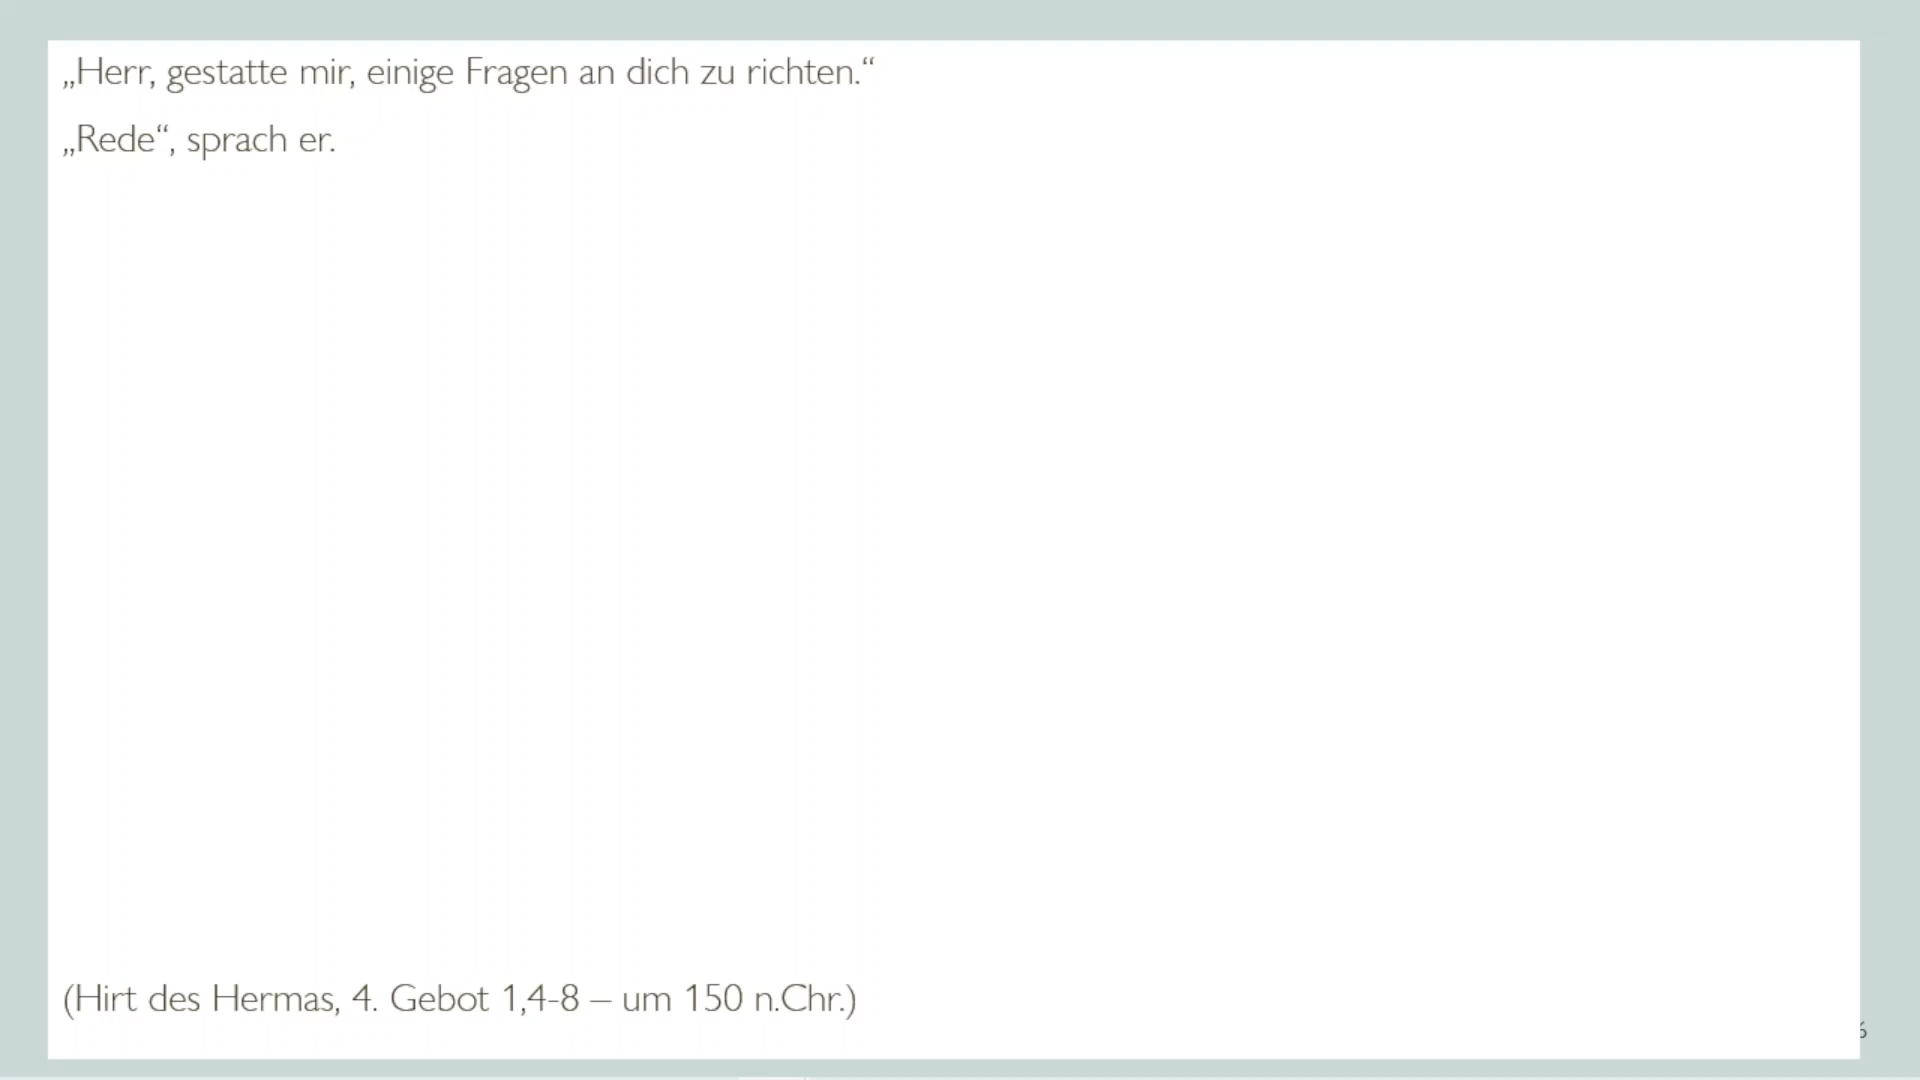 „Herr, gestatte mir, einige Fragen an dich zu richten.“
„Rede“, sprach er.
(Hirt des Hermas, 4. Gebot 1,4-8 – um 150 n.Chr.)